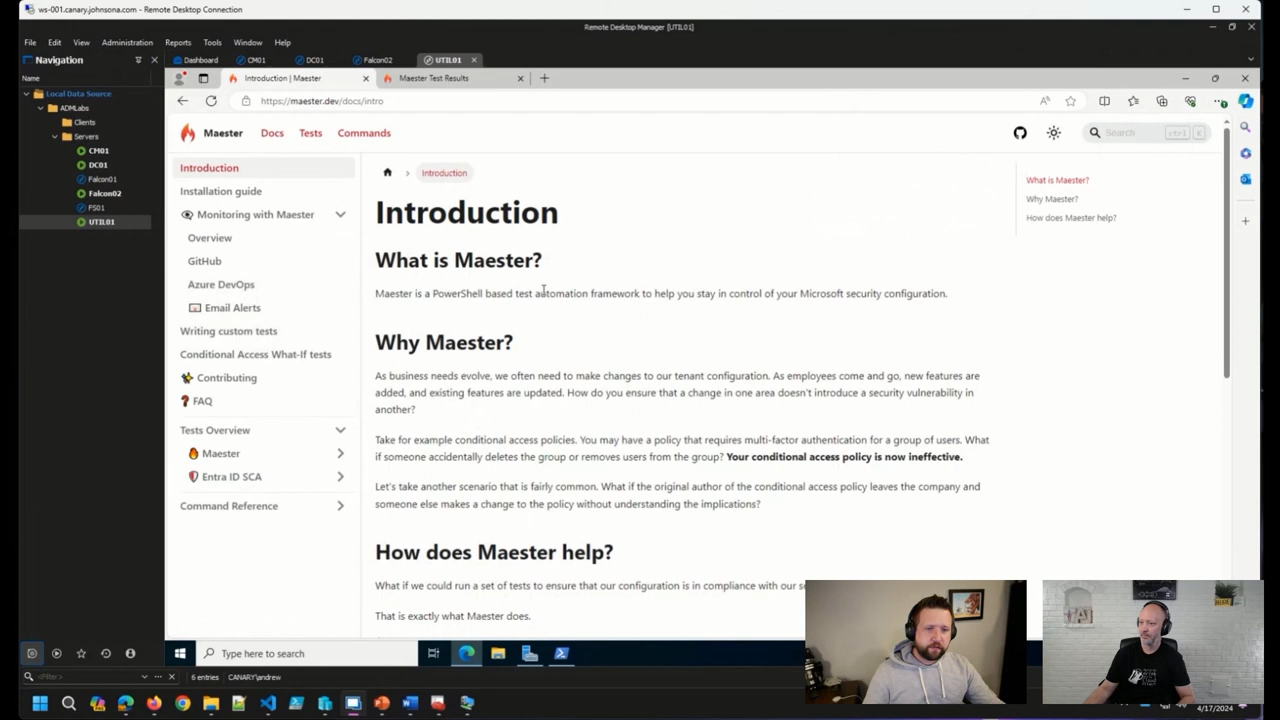 ws-001.canary.johnsona.com - Remote Desktop Connection
Remote Desktop Manager [UTIL01]
File Edit View Administration Reports Tools Window Help
Navigation
Dashboard CM01 DC01 Falcon02 UTIL01
Name
Local Data Source
ADMLabs
Clients
Servers
CM01
DC01
Falcon01
Falcon02
FS01
UTIL01
Introduction | Maester
Maester Test Results
https://maester.dev/docs/intro
Maester Docs Tests Commands
Search ctrl K
Introduction
Installation guide
Monitoring with Maester
Overview
GitHub
Azure DevOps
Email Alerts
Writing custom tests
Conditional Access What-If tests
Contributing
FAQ
Tests Overview
Maester
Entra ID SCA
Command Reference
Introduction
Introduction
What is Maester?
Maester is a PowerShell based test automation framework to help you stay in control of your Microsoft security configuration.
Why Maester?
As business needs evolve, we often need to make changes to our tenant configuration. As employees come and go, new features are
added, and existing features are updated. How do you ensure that a change in one area doesn't introduce a security vulnerability in
another?
Take for example conditional access policies. You may have a policy that requires multi-factor authentication for a group of users. What
if someone accidentally deletes the group or removes users from the group? Your conditional access policy is now ineffective.
Let's take another scenario that is fairly common. What if the original author of the conditional access policy leaves the company and
someone else makes a change to the policy without understanding the implications?
How does Maester help?
What if we could run a set of tests to ensure that our configuration is in compliance with our
That is exactly what Maester does.
What is Maester?
Why Maester?
How does Maester help?
Type here to search
<Filter>
6 entries
CANARY\andrew
4/17/2024